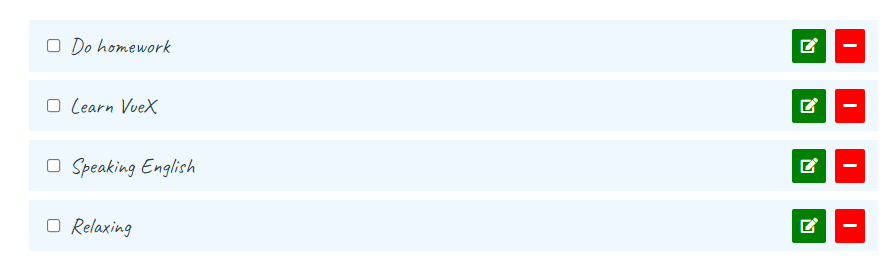 Do homework
Learn VueX
Speaking English
Relaxing